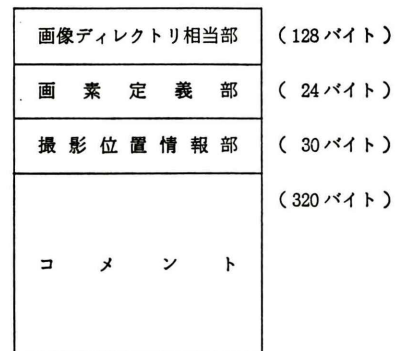 画像ディレクトリ相当部 (128バイト)
画素定義部 (24バイト)
撮影位置情報部 (30バイト)
(320バイト)
コメント